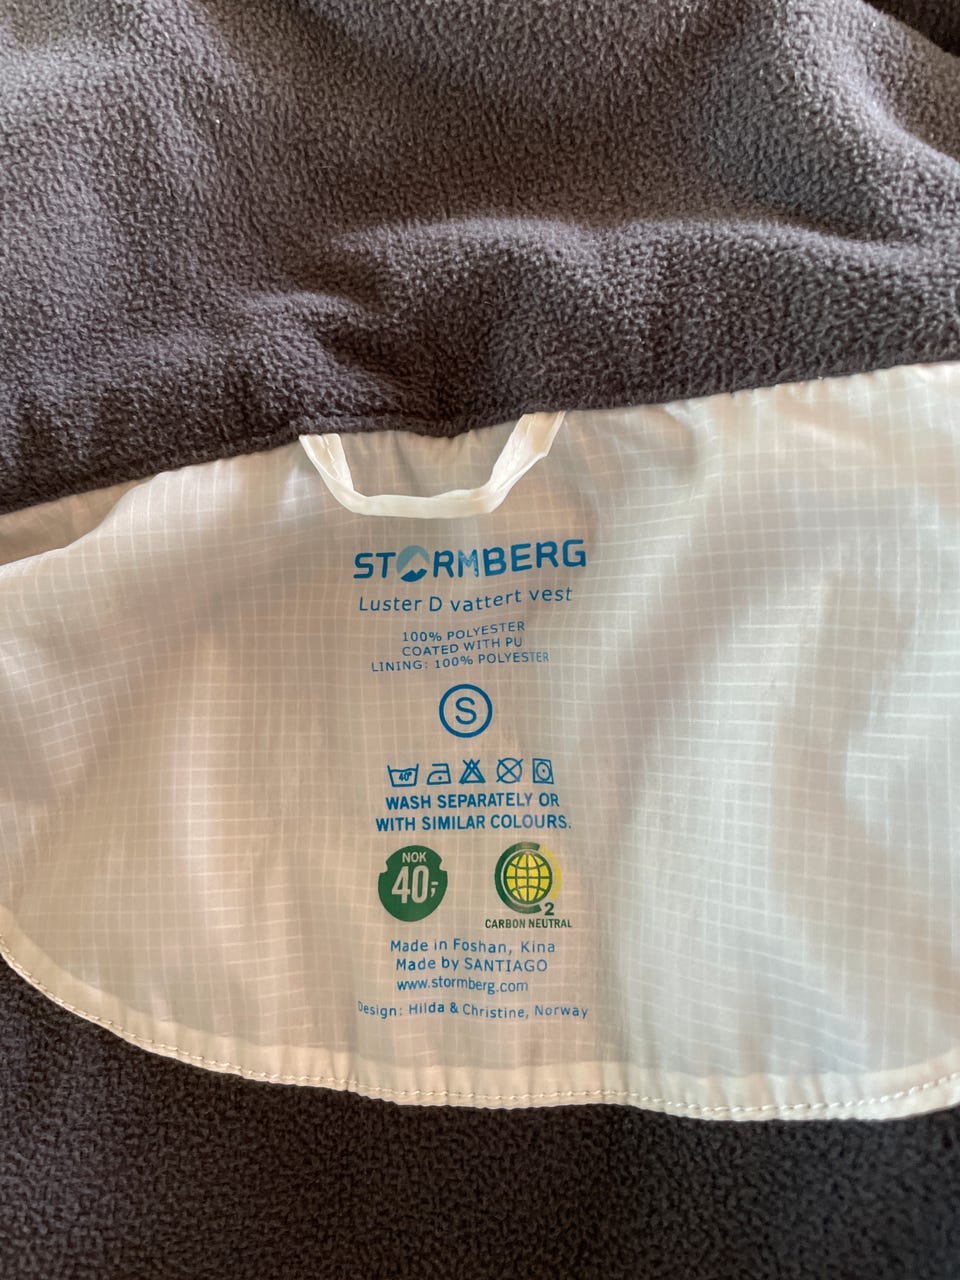 STORMBERG
Luster D vattert vest
100% POLYESTER
COATED WITH PU
LINING: 100% POLYESTER
S
40°
WASH SEPARATELY OR
WITH SIMILAR COLOURS.
NOK
40,-
2
CARBON NEUTRAL
Made in Foshan, Kina
Made by SANTIAGO
www.stormberg.com
Design: Hilda & Christine, Norway